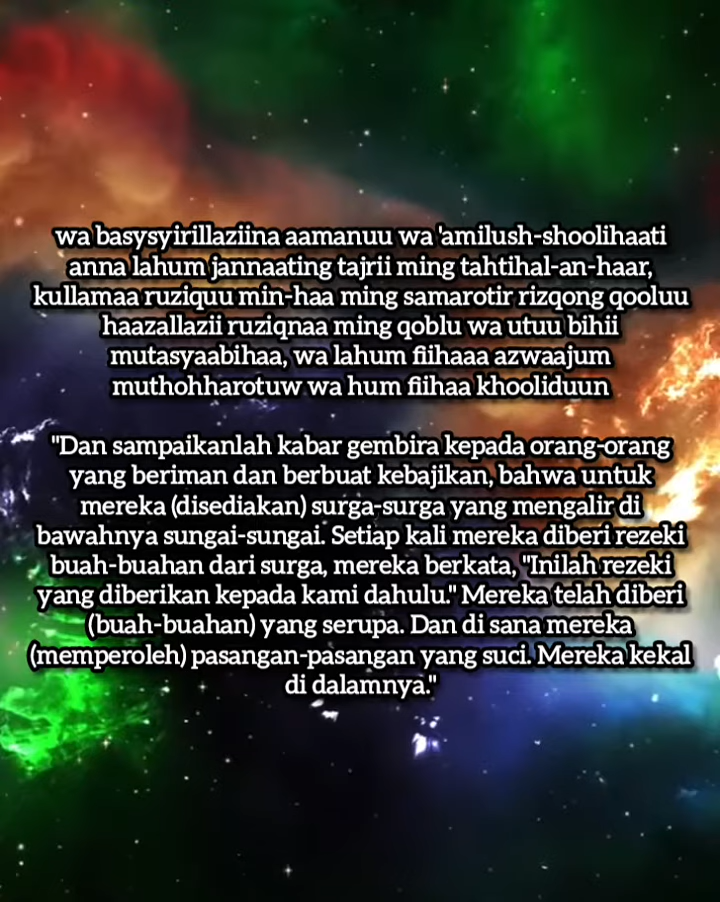 wa basysyirillaziina aamanuu wa 'amilush-shoolihaati
anna lahum jannaating tajrii ming tahtihal-an-haar,
kullamaa ruziquu min-haa ming samarotir rizqong qooluu
haazallazii ruziqnaa ming qoblu wa utuu bihii
mutasyaabihaa, wa lahum fiihaaa azwaajum
muthohharotuw wa hum fiihaa khooliduun
"Dan sampaikanlah kabar gembira kepada orang-orang
yang beriman dan berbuat kebajikan, bahwa untuk
mereka (disediakan) surga-surga yang mengalir di
bawahnya sungai-sungai. Setiap kali mereka diberi rezeki
buah-buahan dari surga, mereka berkata, "Inilah rezeki
yang diberikan kepada kami dahulu." Mereka telah diberi
(buah-buahan) yang serupa. Dan di sana mereka
(memperoleh) pasangan-pasangan yang suci. Mereka kekal
di dalamnya."